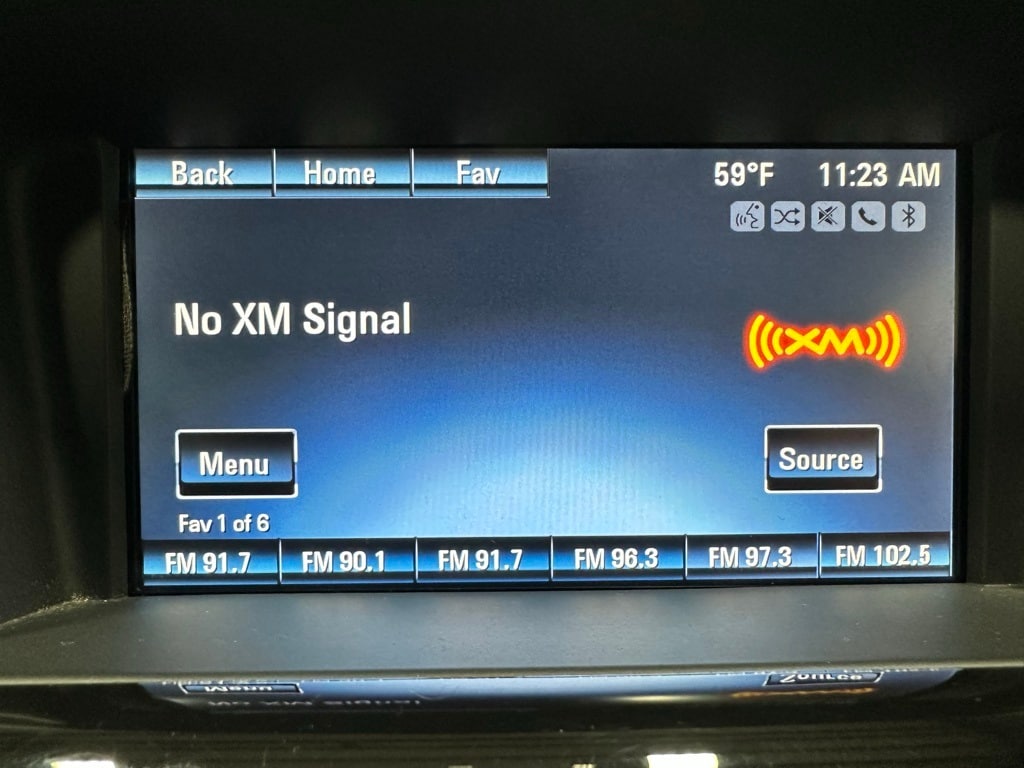 Back Home Fav 59°F 11:23 AM
No XM Signal
XM
Menu Source
Fav 1 of 6
FM 91.7 FM 90.1 FM 91.7 FM 96.3 FM 97.3 FM 102.5